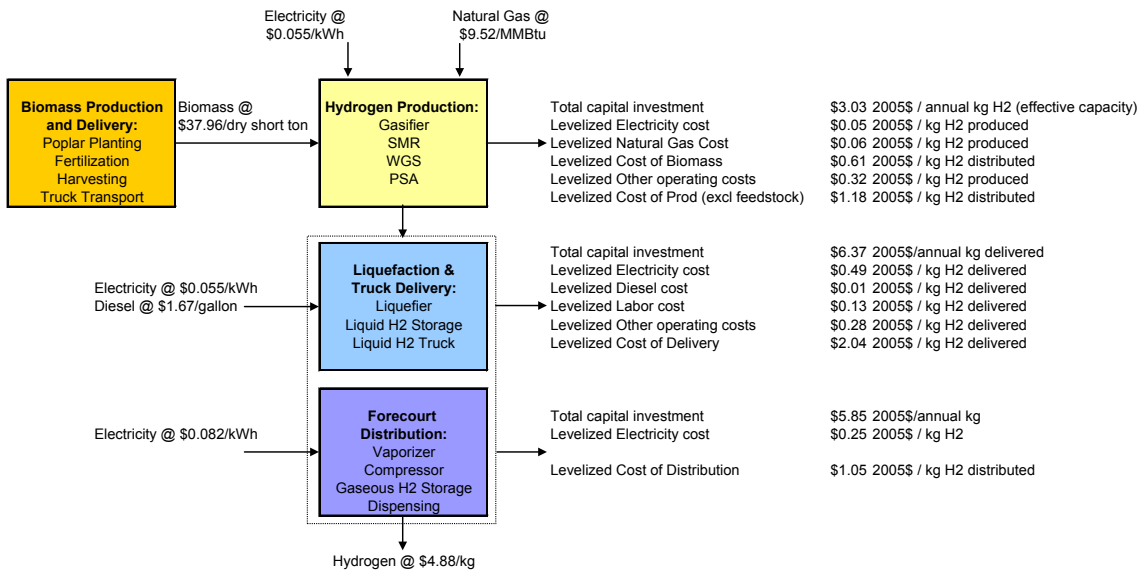 Electricity @
$0.055/kWh
Natural Gas @
$9.52/MMBtu
Biomass Production
and Delivery:
Poplar Planting
Fertilization
Harvesting
Truck Transport
Biomass @
$37.96/dry short ton
Hydrogen Production:
Gasifier
SMR
WGS
PSA
Total capital investment $3.03 2005$ / annual kg H2 (effective capacity)
Levelized Electricity cost $0.05 2005$ / kg H2 produced
Levelized Natural Gas Cost $0.06 2005$ / kg H2 produced
Levelized Cost of Biomass $0.61 2005$ / kg H2 distributed
Levelized Other operating costs $0.32 2005$ / kg H2 produced
Levelized Cost of Prod (excl feedstock) $1.18 2005$ / kg H2 distributed
Electricity @ $0.055/kWh
Diesel @ $1.67/gallon
Liquefaction &
Truck Delivery:
Liquefier
Liquid H2 Storage
Liquid H2 Truck
Total capital investment $6.37 2005$/annual kg delivered
Levelized Electricity cost $0.49 2005$ / kg H2 delivered
Levelized Diesel cost $0.01 2005$ / kg H2 delivered
Levelized Labor cost $0.13 2005$ / kg H2 delivered
Levelized Other operating costs $0.28 2005$ / kg H2 delivered
Levelized Cost of Delivery $2.04 2005$ / kg H2 delivered
Electricity @ $0.082/kWh
Forecourt
Distribution:
Vaporizer
Compressor
Gaseous H2 Storage
Dispensing
Total capital investment $5.85 2005$/annual kg
Levelized Electricity cost $0.25 2005$ / kg H2
Levelized Cost of Distribution $1.05 2005$ / kg H2 distributed
Hydrogen @ $4.88/kg